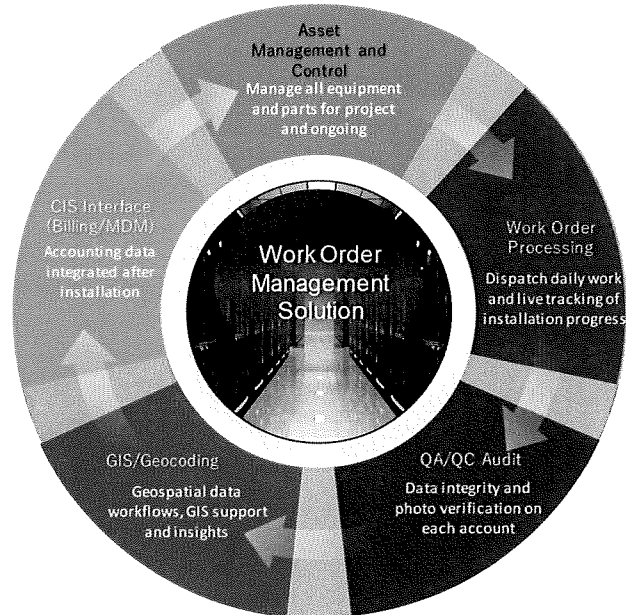 Asset
Management and
Control
Manage all equipment
and parts for project
and ongoing
Work Order
Processing
Dispatch daily work
and live tracking of
installation progress
QA/QC Audit
Data integrity and
photo verification on
each account
GIS/Geocoding
Geospatial data
workflows, GIS support
and insights
CIS Interface
(Billing/MDM)
Accounting data
integrated after
installation
Work Order
Management
Solution